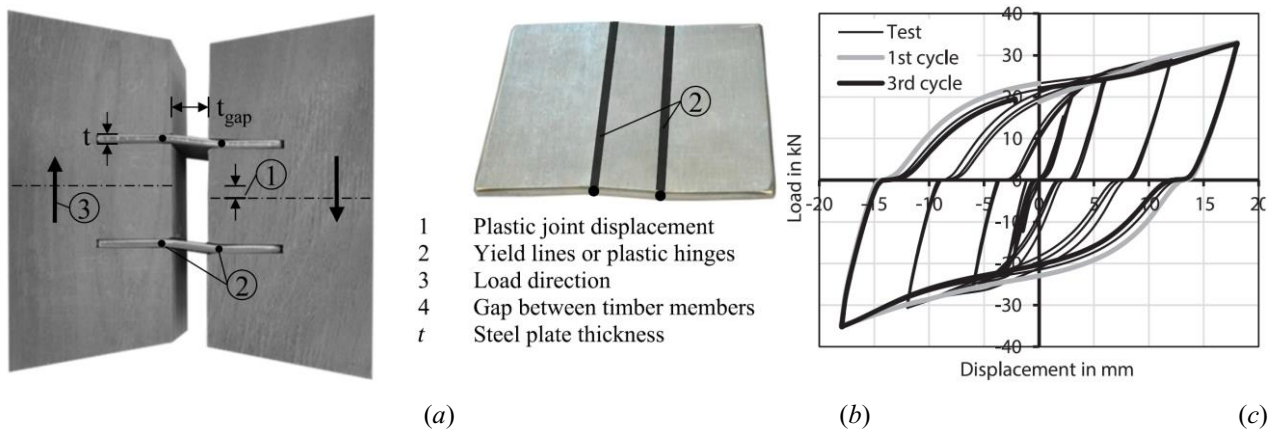 t
t_gap
1
2
3
2
1 Plastic joint displacement
2 Yield lines or plastic hinges
3 Load direction
4 Gap between timber members
t Steel plate thickness
Test
1st cycle
3rd cycle
Load in kN
40
30
20
10
0
-10
-20
-30
-40
-20 -15 -10 -5 0 5 10 15 20
Displacement in mm
(a) (b) (c)